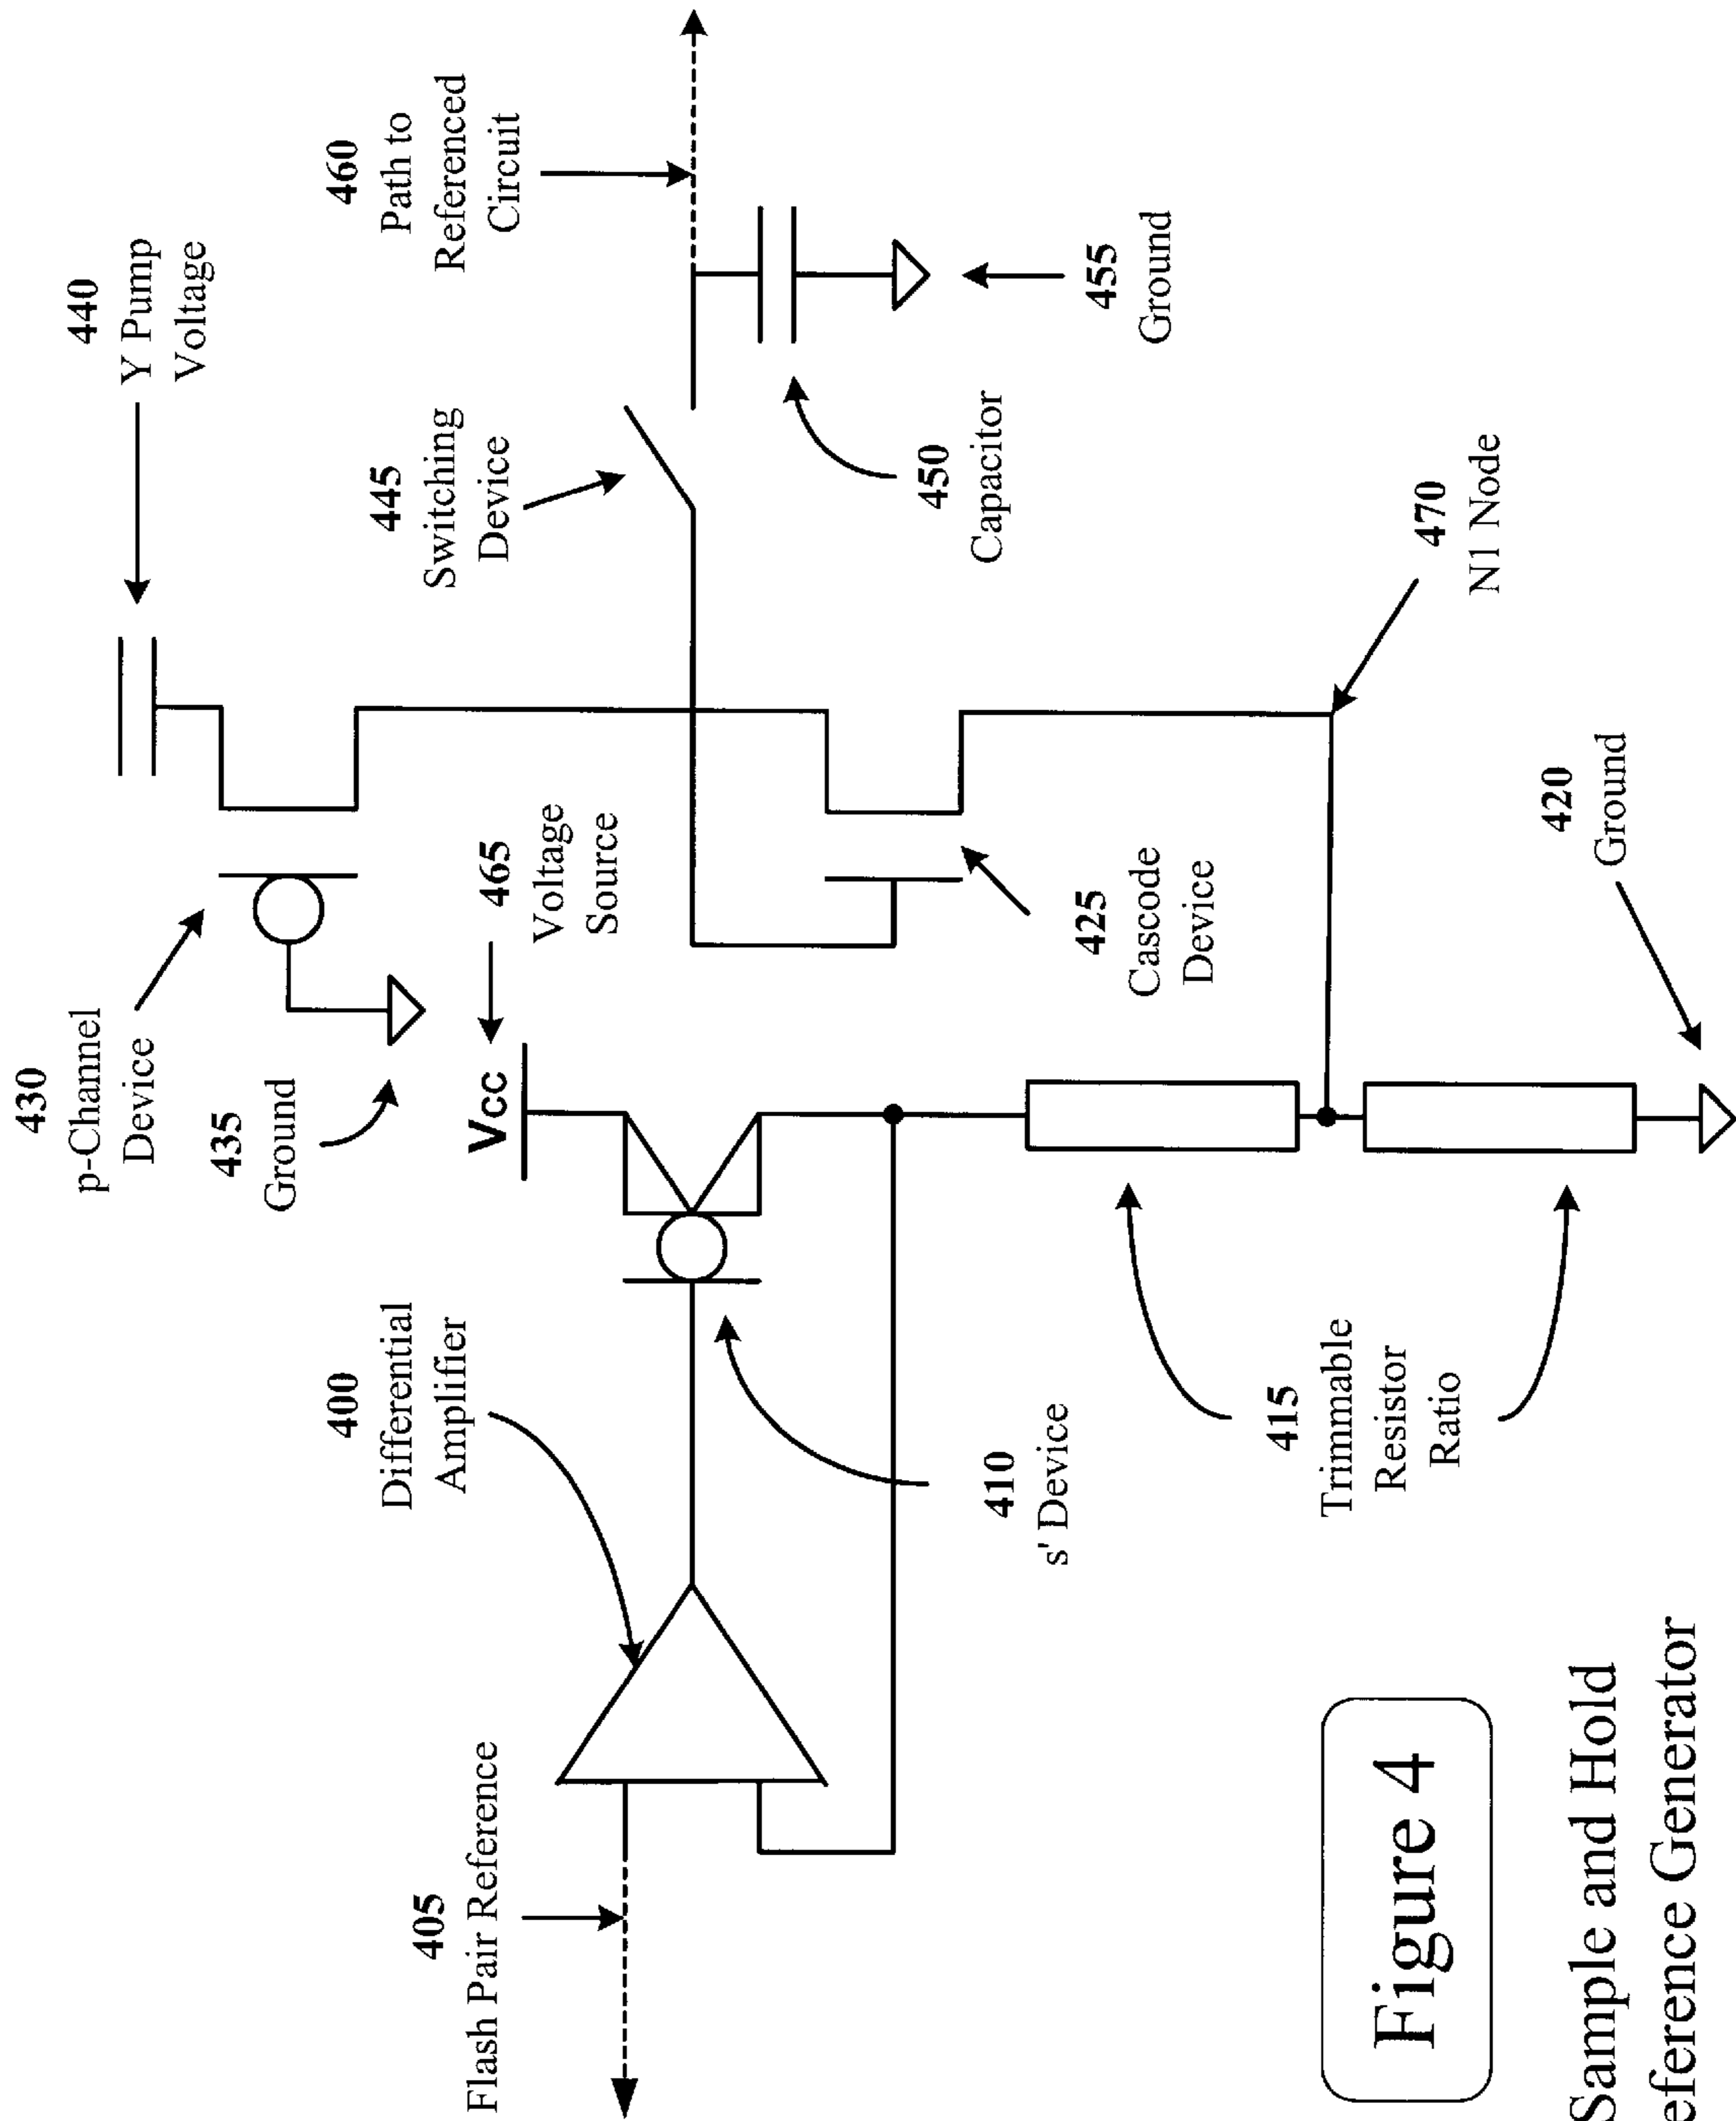 430
p-Channel
Device
435
Ground
440
Y Pump
Voltage
Vcc
465
Voltage
Source
445
Switching
Device
460
Path to
Referenced
Circuit
405
Flash Pair Reference
400
Differential
Amplifier
410
s' Device
425
Cascode
Device
450
Capacitor
455
Ground
415
Trimmable
Resistor
Ratio
470
N1 Node
420
Ground
Figure 4
Sample and Hold
eference Generator